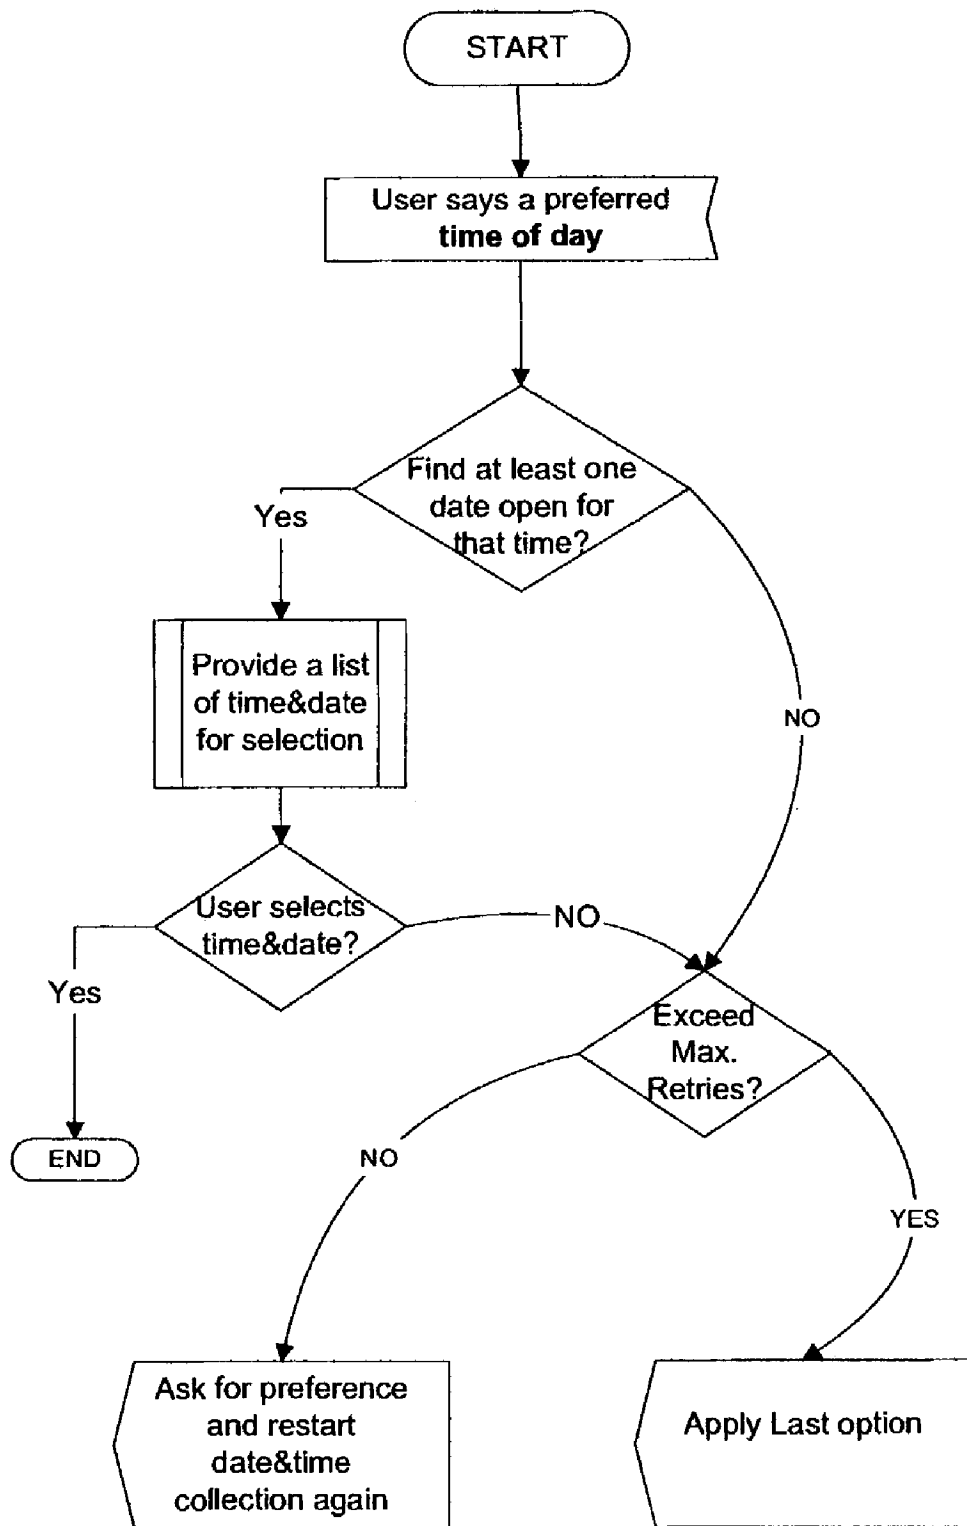 START
User says a preferred
time of day
Find at least one
date open for
that time?
Yes
Provide a list
of time&date
for selection
NO
User selects
time&date?
NO
Yes
Exceed
Max.
Retries?
END
NO
YES
Ask for preference
and restart
date&time
collection again
Apply Last option